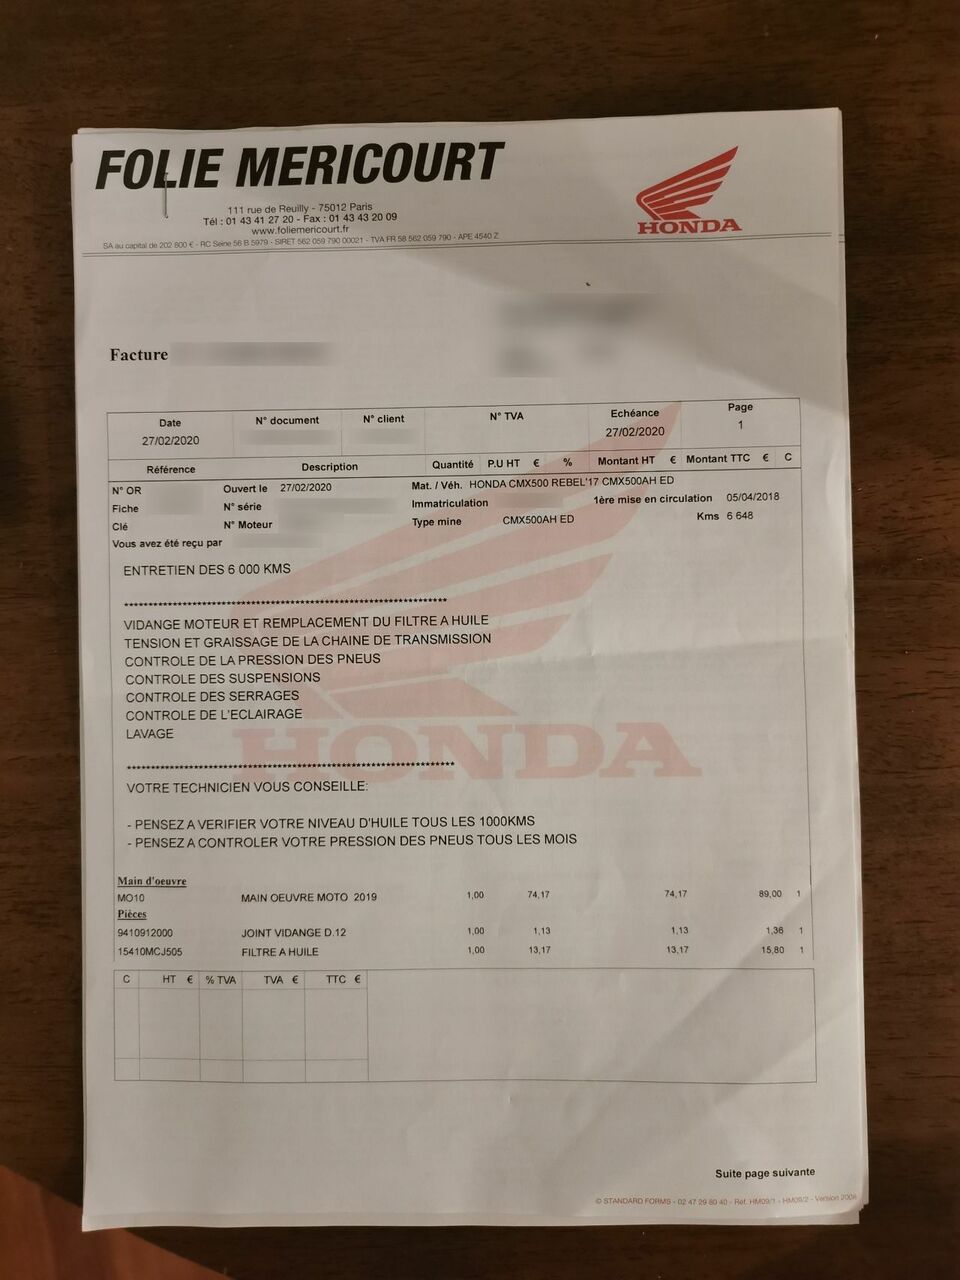 FOLIE MERICOURT
111 rue de Reuilly - 75012 Paris
Tél : 01 43 41 27 20 - Fax : 01 43 43 20 09
www.foliemericourt.fr
SA au capital de 202 800 € - RC Seine 56 B 5979 - SIRET 562 059 790 00021 - TVA FR 58 562 059 790 - APE 4540 Z
HONDA
Facture
Date N° document N° client N° TVA Echéance Page
27/02/2020 27/02/2020 1
Référence Description Quantité P.U HT € % Montant HT € Montant TTC € C
N° OR Ouvert le 27/02/2020 Mat. / Véh. HONDA CMX500 REBEL'17 CMX500AH ED
Fiche N° série Immatriculation 1ère mise en circulation 05/04/2018
Clé N° Moteur Type mine CMX500AH ED Kms 6 648
Vous avez été reçu par
ENTRETIEN DES 6 000 KMS
******************************************************************
VIDANGE MOTEUR ET REMPLACEMENT DU FILTRE A HUILE
TENSION ET GRAISSAGE DE LA CHAINE DE TRANSMISSION
CONTROLE DE LA PRESSION DES PNEUS
CONTROLE DES SUSPENSIONS
CONTROLE DES SERRAGES
CONTROLE DE L'ECLAIRAGE
LAVAGE
HONDA
******************************************************************
VOTRE TECHNICIEN VOUS CONSEILLE:
- PENSEZ A VERIFIER VOTRE NIVEAU D'HUILE TOUS LES 1000KMS
- PENSEZ A CONTROLER VOTRE PRESSION DES PNEUS TOUS LES MOIS
Main d'oeuvre
MO10 MAIN OEUVRE MOTO 2019 1,00 74,17 74,17 89,00 1
Pièces
9410912000 JOINT VIDANGE D.12 1,00 1,13 1,13 1,36 1
15410MCJ505 FILTRE A HUILE 1,00 13,17 13,17 15,80 1
C HT € % TVA TVA € TTC €
Suite page suivante
© STANDARD FORMS - 02 47 29 80 40 - Réf. HM09/1 - HM09/2 - Version 2008